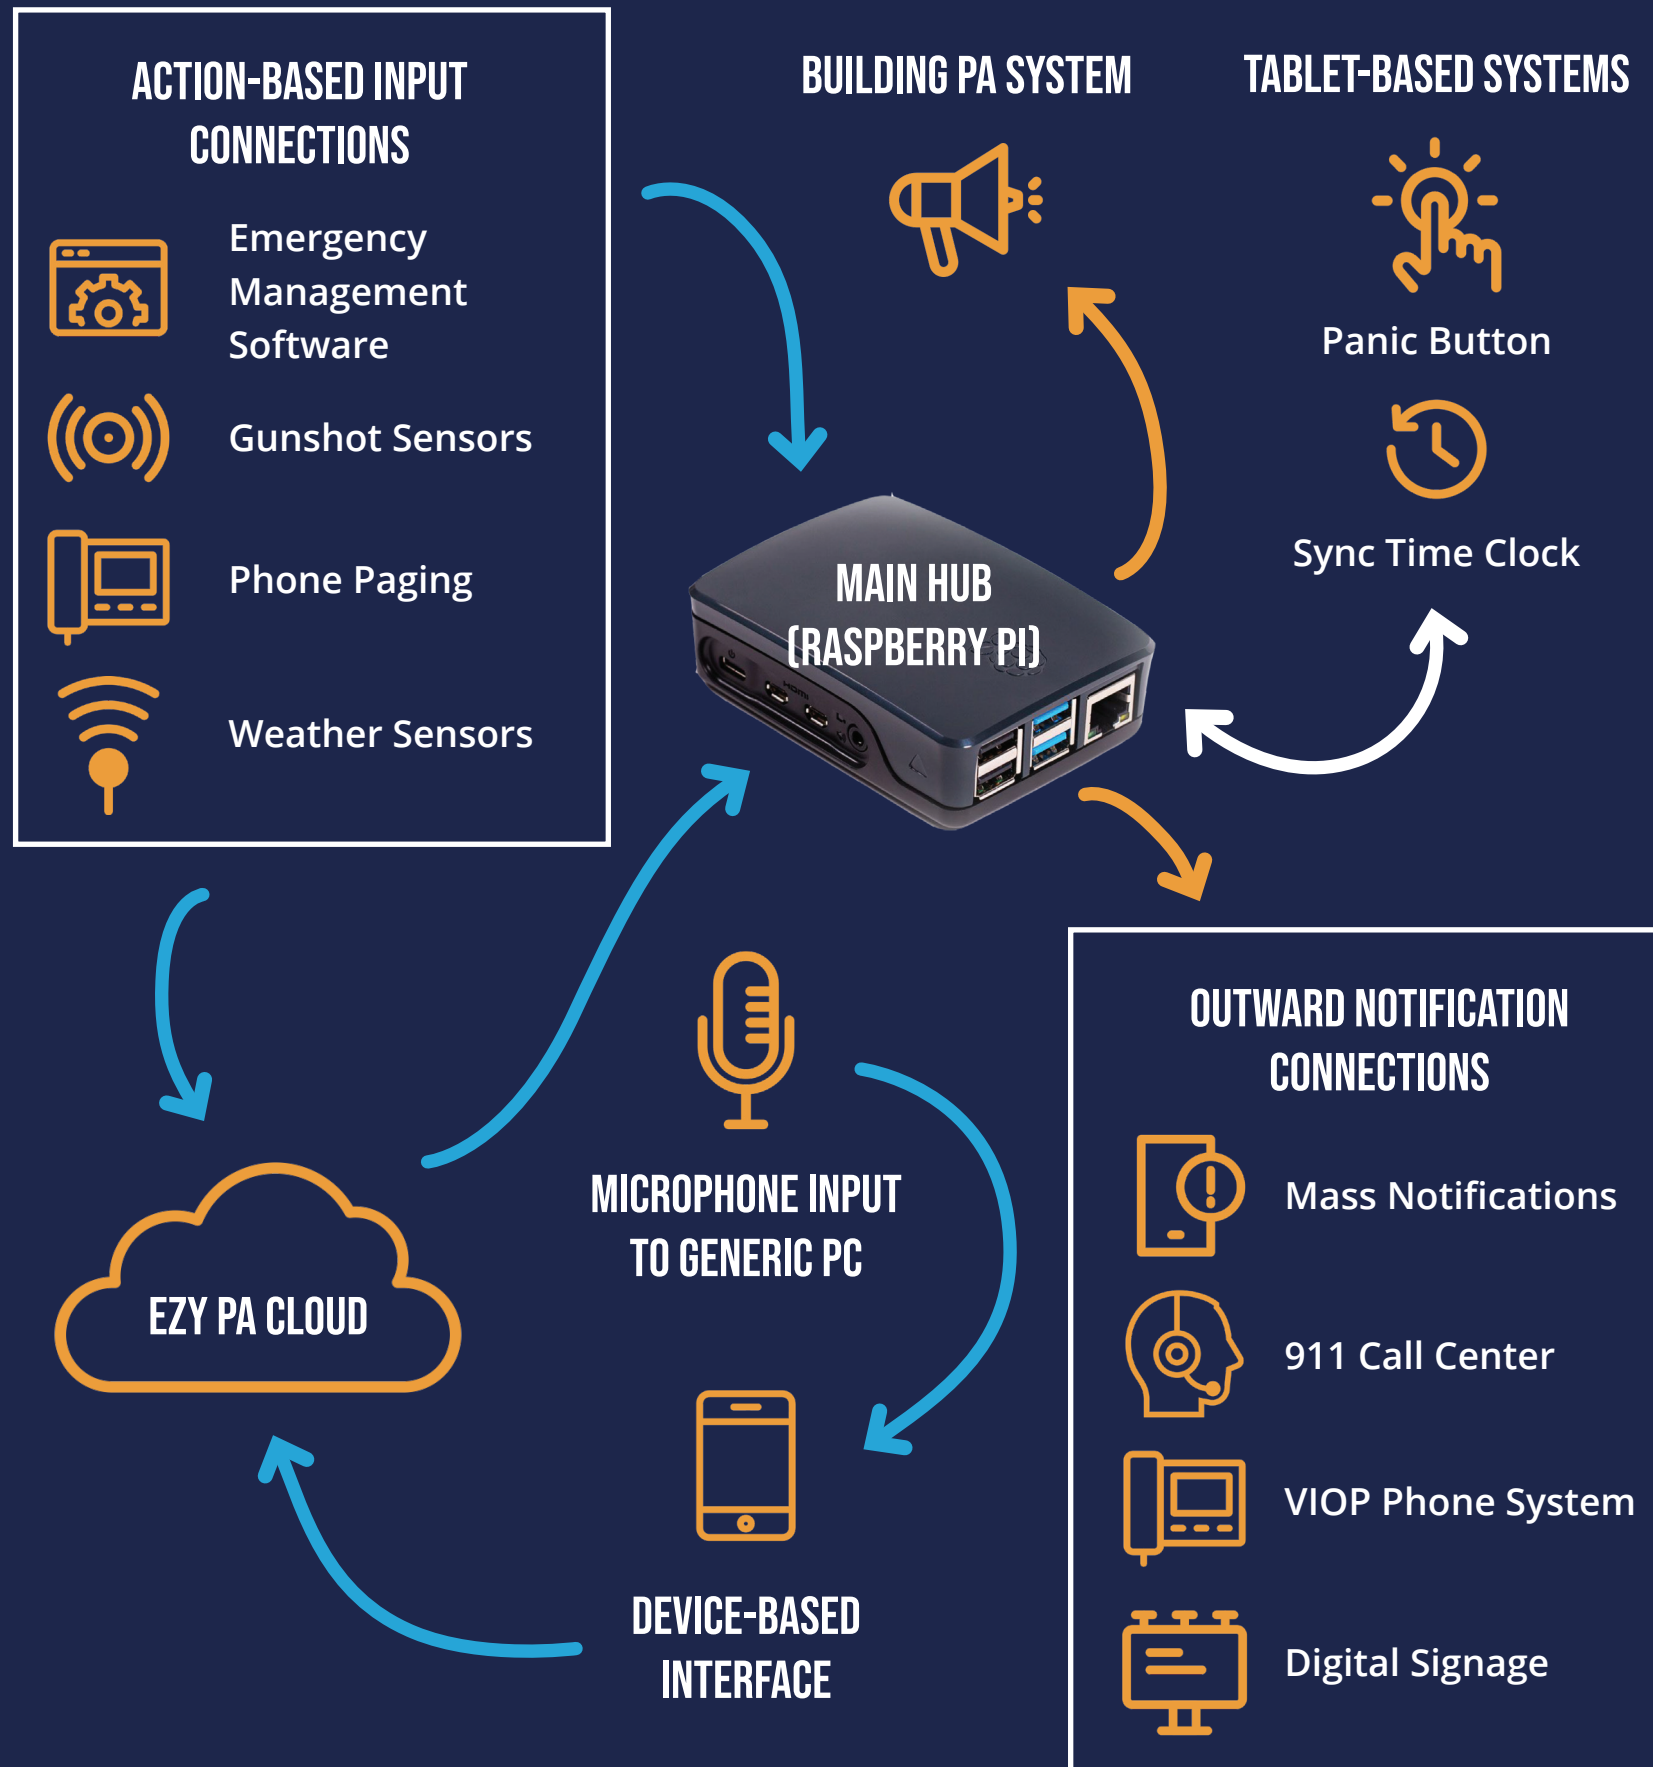 ACTION-BASED INPUT
CONNECTIONS
Emergency
Management
Software
Gunshot Sensors
Phone Paging
Weather Sensors
BUILDING PA SYSTEM
TABLET-BASED SYSTEMS
Panic Button
Sync Time Clock
MAIN HUB
(RASPBERRY PI)
HDMI
EZY PA CLOUD
MICROPHONE INPUT
TO GENERIC PC
DEVICE-BASED
INTERFACE
OUTWARD NOTIFICATION
CONNECTIONS
Mass Notifications
911 Call Center
VIOP Phone System
Digital Signage